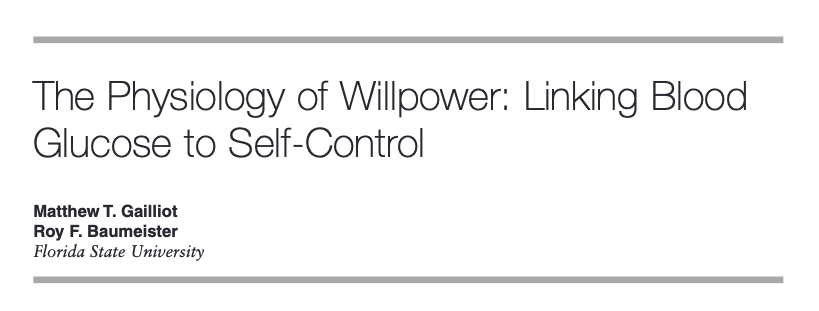 The Physiology of Willpower: Linking Blood
Glucose to Self-Control
Matthew T. Gailliot
Roy F. Baumeister
Florida State University